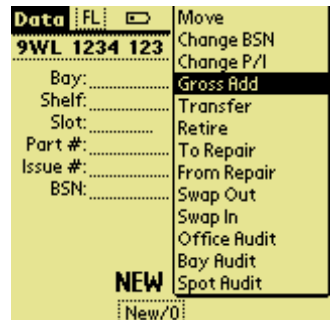 Data FL
9WL 1234 123
Bay:
Shelf:
Slot:
Part #:
Issue #:
BSN:
NEW
New/0
Move
Change BSN
Change P/I
Gross Add
Transfer
Retire
To Repair
From Repair
Swap Out
Swap In
Office Audit
Bay Audit
Spot Audit